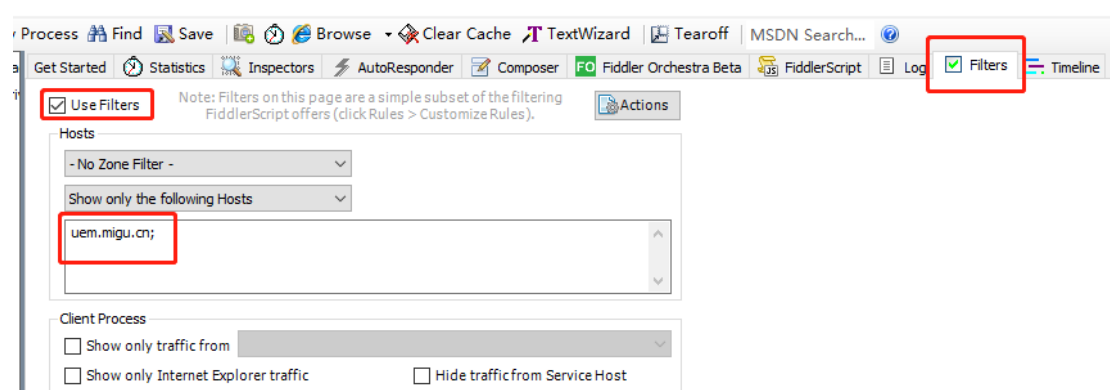 Process Find Save Browse Clear Cache TextWizard Tearoff MSDN Search...
Get Started Statistics Inspectors AutoResponder Composer FO Fiddler Orchestra Beta FiddlerScript Log Filters Timeline
Use Filters
Note: Filters on this page are a simple subset of the filtering
FiddlerScript offers (click Rules > Customize Rules).
Actions
Hosts
- No Zone Filter -
Show only the following Hosts
uem.migu.cn;
Client Process
Show only traffic from
Show only Internet Explorer traffic
Hide traffic from Service Host